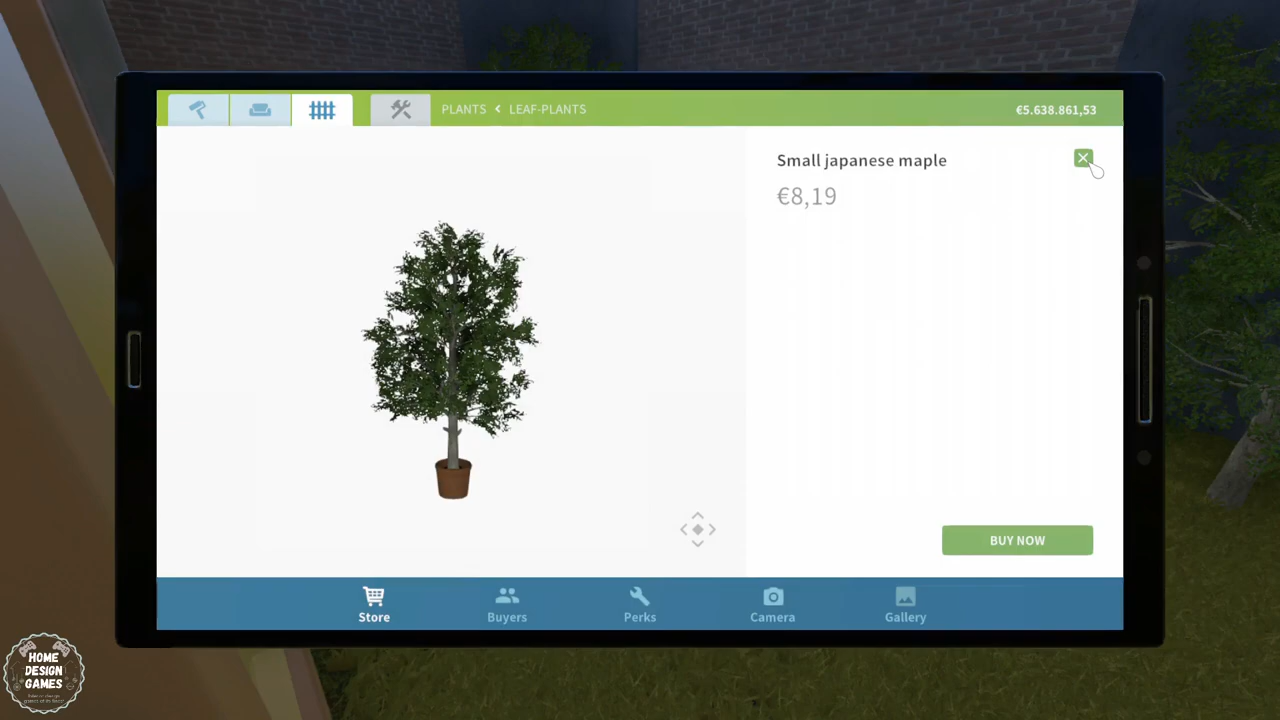 PLANTS < LEAF-PLANTS
€5.638.861,53
Small japanese maple
€8,19
BUY NOW
Store
Buyers
Perks
Camera
Gallery
HOME
DESIGN
GAMES